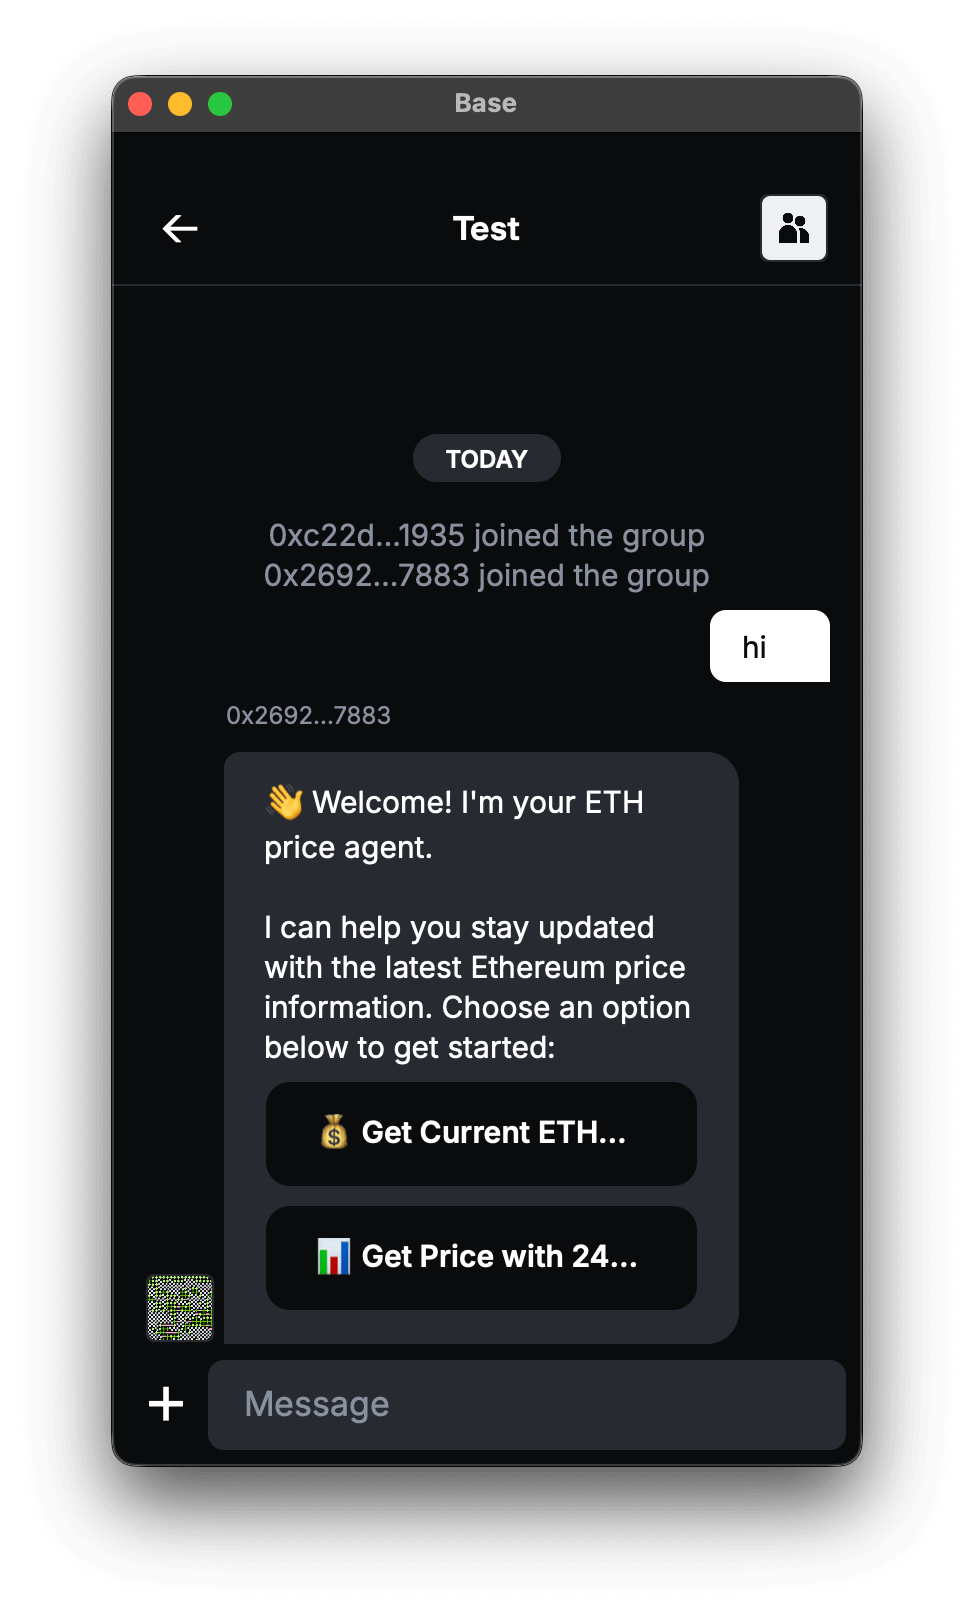 Base
Test
TODAY
0xc22d...1935 joined the group
0x2692...7883 joined the group
hi
0x2692...7883
👋 Welcome! I'm your ETH
price agent.
I can help you stay updated
with the latest Ethereum price
information. Choose an option
below to get started:
💰 Get Current ETH...
📊 Get Price with 24...
Message